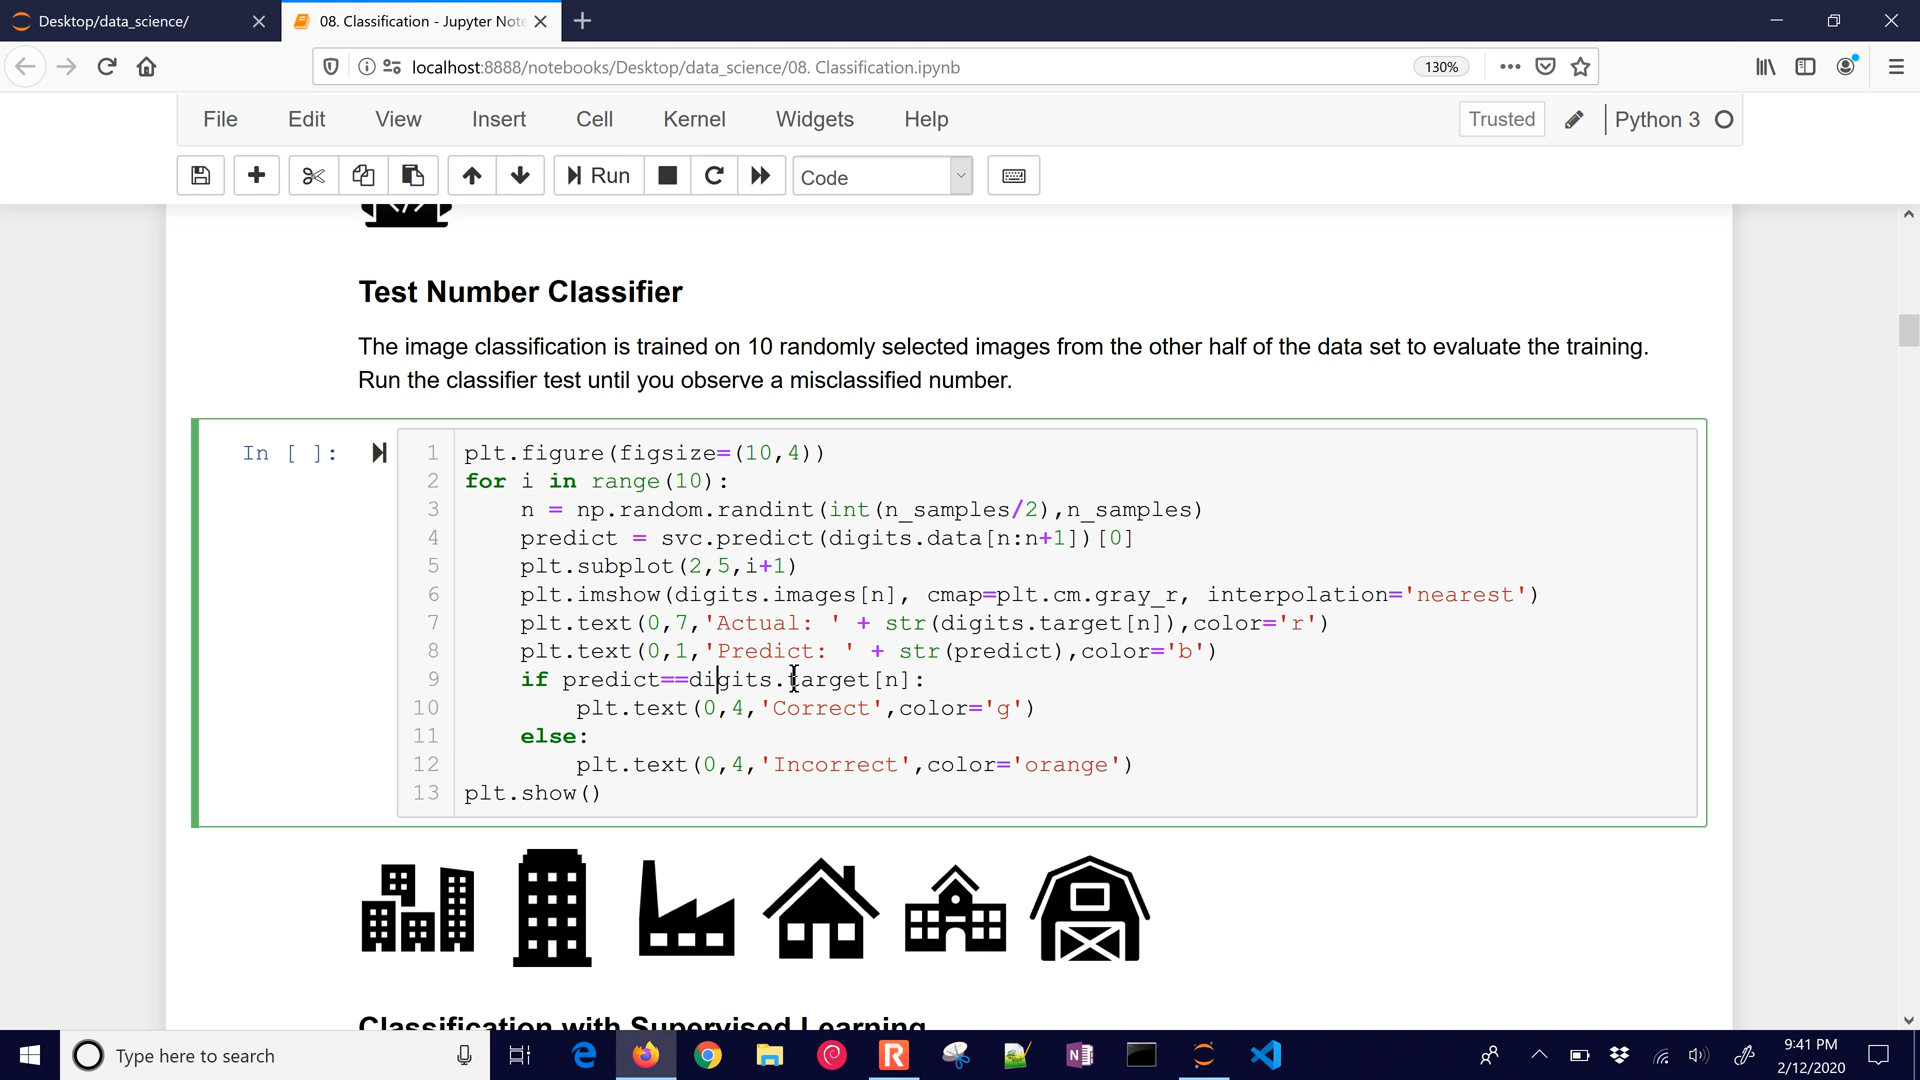 Desktop/data_science/
08. Classification - Jupyter Note
localhost:8888/notebooks/Desktop/data_science/08. Classification.ipynb
130%
File Edit View Insert Cell Kernel Widgets Help
Trusted
Python 3
Run
Code
Test Number Classifier
The image classification is trained on 10 randomly selected images from the other half of the data set to evaluate the training.
Run the classifier test until you observe a misclassified number.
In [ ]:
1 plt.figure(figsize=(10,4))
2 for i in range(10):
3     n = np.random.randint(int(n_samples/2),n_samples)
4     predict = svc.predict(digits.data[n:n+1])[0]
5     plt.subplot(2,5,i+1)
6     plt.imshow(digits.images[n], cmap=plt.cm.gray_r, interpolation='nearest')
7     plt.text(0,7,'Actual: ' + str(digits.target[n]),color='r')
8     plt.text(0,1,'Predict: ' + str(predict),color='b')
9     if predict==digits.target[n]:
10         plt.text(0,4,'Correct',color='g')
11     else:
12         plt.text(0,4,'Incorrect',color='orange')
13 plt.show()
Classification with Supervised Learning
Type here to search
9:41 PM
2/12/2020